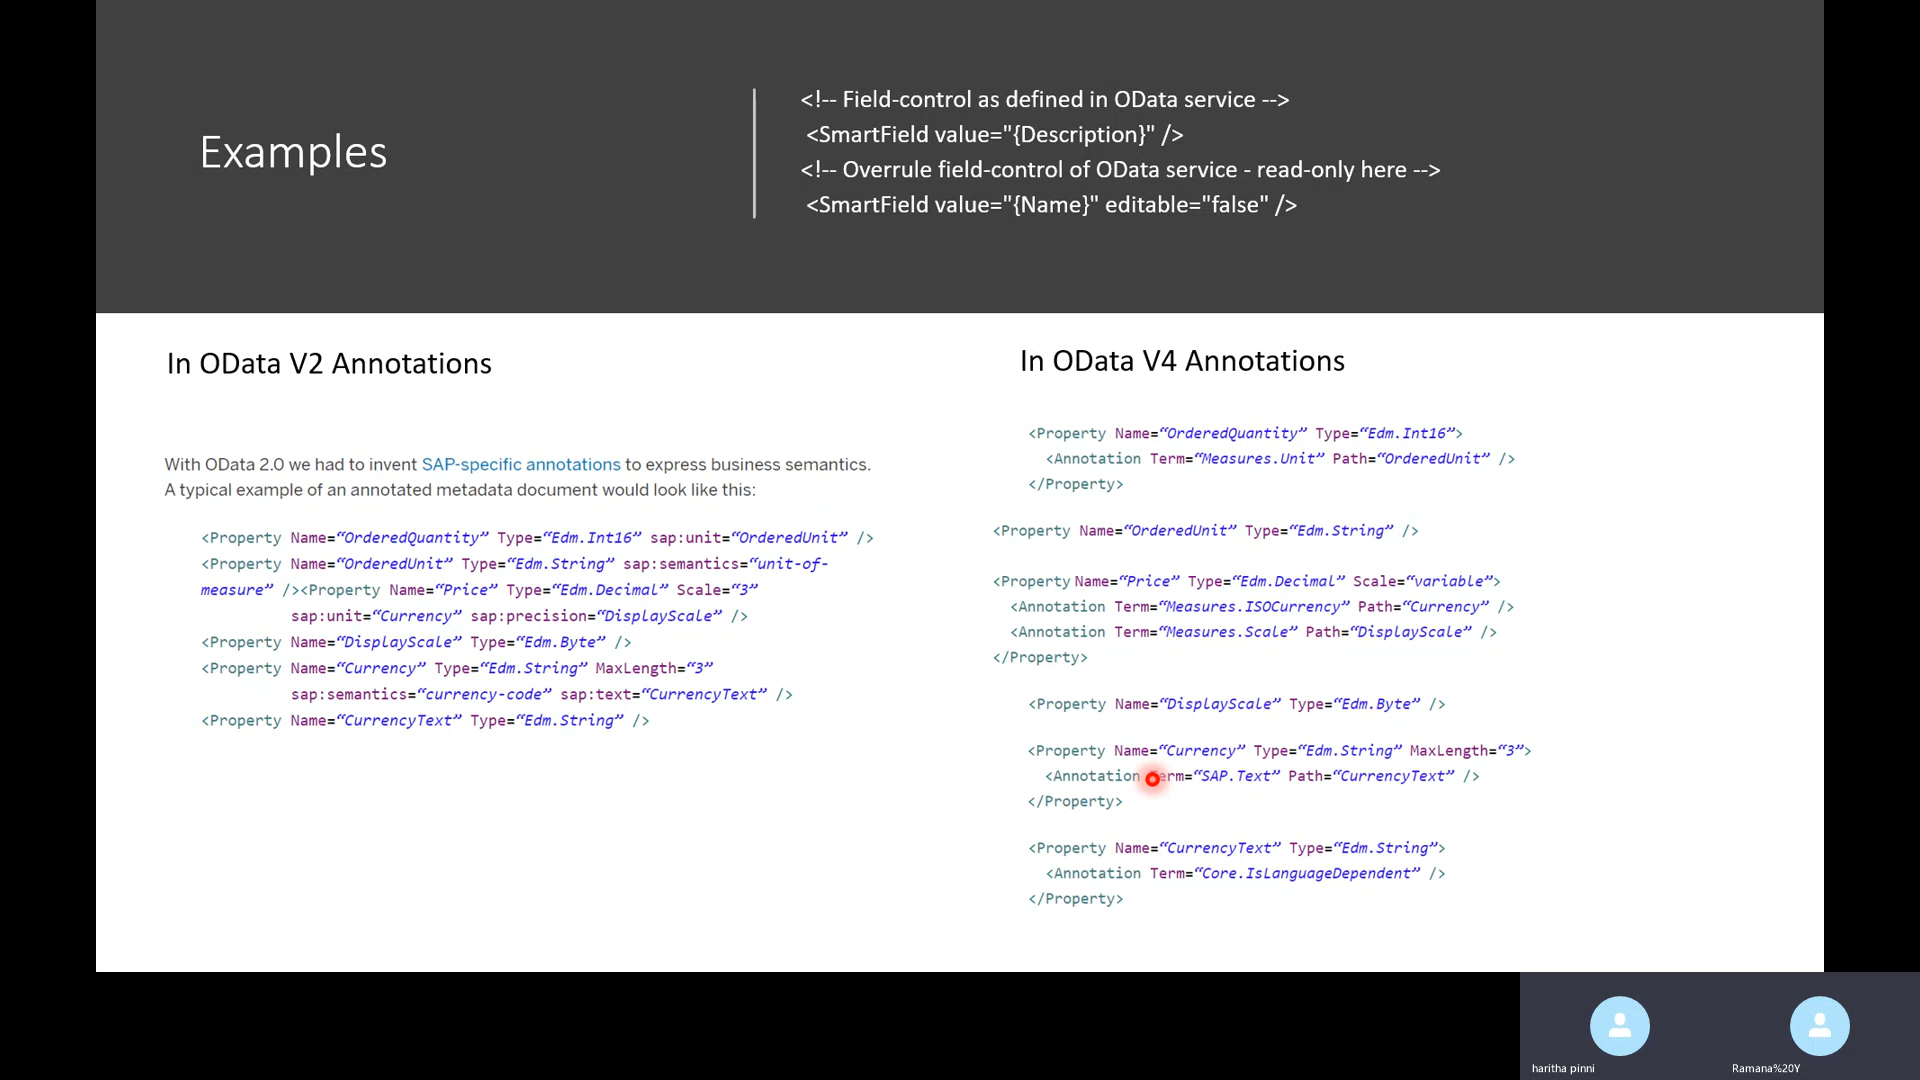 Examples
<!-- Field-control as defined in OData service -->
<SmartField value="{Description}" />
<!-- Overrule field-control of OData service - read-only here -->
<SmartField value="{Name}" editable="false" />
In OData V2 Annotations
With OData 2.0 we had to invent SAP-specific annotations to express business semantics.
A typical example of an annotated metadata document would look like this:
<Property Name=“OrderedQuantity” Type=“Edm.Int16” sap:unit=“OrderedUnit” />
<Property Name=“OrderedUnit” Type=“Edm.String” sap:semantics=“unit-of-
measure” /><Property Name=“Price” Type=“Edm.Decimal” Scale=“3”
sap:unit=“Currency” sap:precision=“DisplayScale” />
<Property Name=“DisplayScale” Type=“Edm.Byte” />
<Property Name=“Currency” Type=“Edm.String” MaxLength=“3”
sap:semantics=“currency-code” sap:text=“CurrencyText” />
<Property Name=“CurrencyText” Type=“Edm.String” />
In OData V4 Annotations
<Property Name=“OrderedQuantity” Type=“Edm.Int16”>
<Annotation Term=“Measures.Unit” Path=“OrderedUnit” />
</Property>
<Property Name=“OrderedUnit” Type=“Edm.String” />
<Property Name=“Price” Type=“Edm.Decimal” Scale=“variable”>
<Annotation Term=“Measures.ISOCurrency” Path=“Currency” />
<Annotation Term=“Measures.Scale” Path=“DisplayScale” />
</Property>
<Property Name=“DisplayScale” Type=“Edm.Byte” />
<Property Name=“Currency” Type=“Edm.String” MaxLength=“3”>
<Annotation Term=“SAP.Text” Path=“CurrencyText” />
</Property>
<Property Name=“CurrencyText” Type=“Edm.String”>
<Annotation Term=“Core.IsLanguageDependent” />
</Property>
haritha pinni
Ramana%20Y